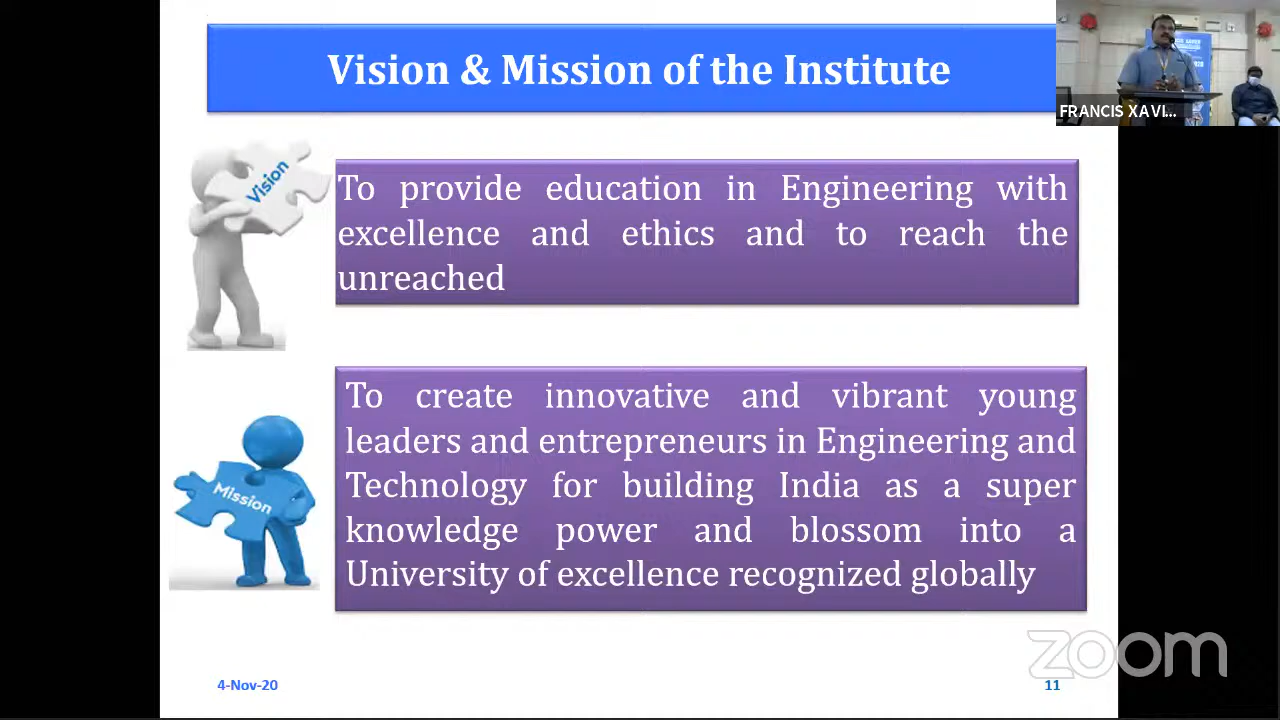 Vision & Mission of the Institute
FRANCIS XAVI...
Vision
To provide education in Engineering with
excellence and ethics and to reach the
unreached
Mission
To create innovative and vibrant young
leaders and entrepreneurs in Engineering and
Technology for building India as a super
knowledge power and blossom into a
University of excellence recognized globally
zoom
4-Nov-20
11